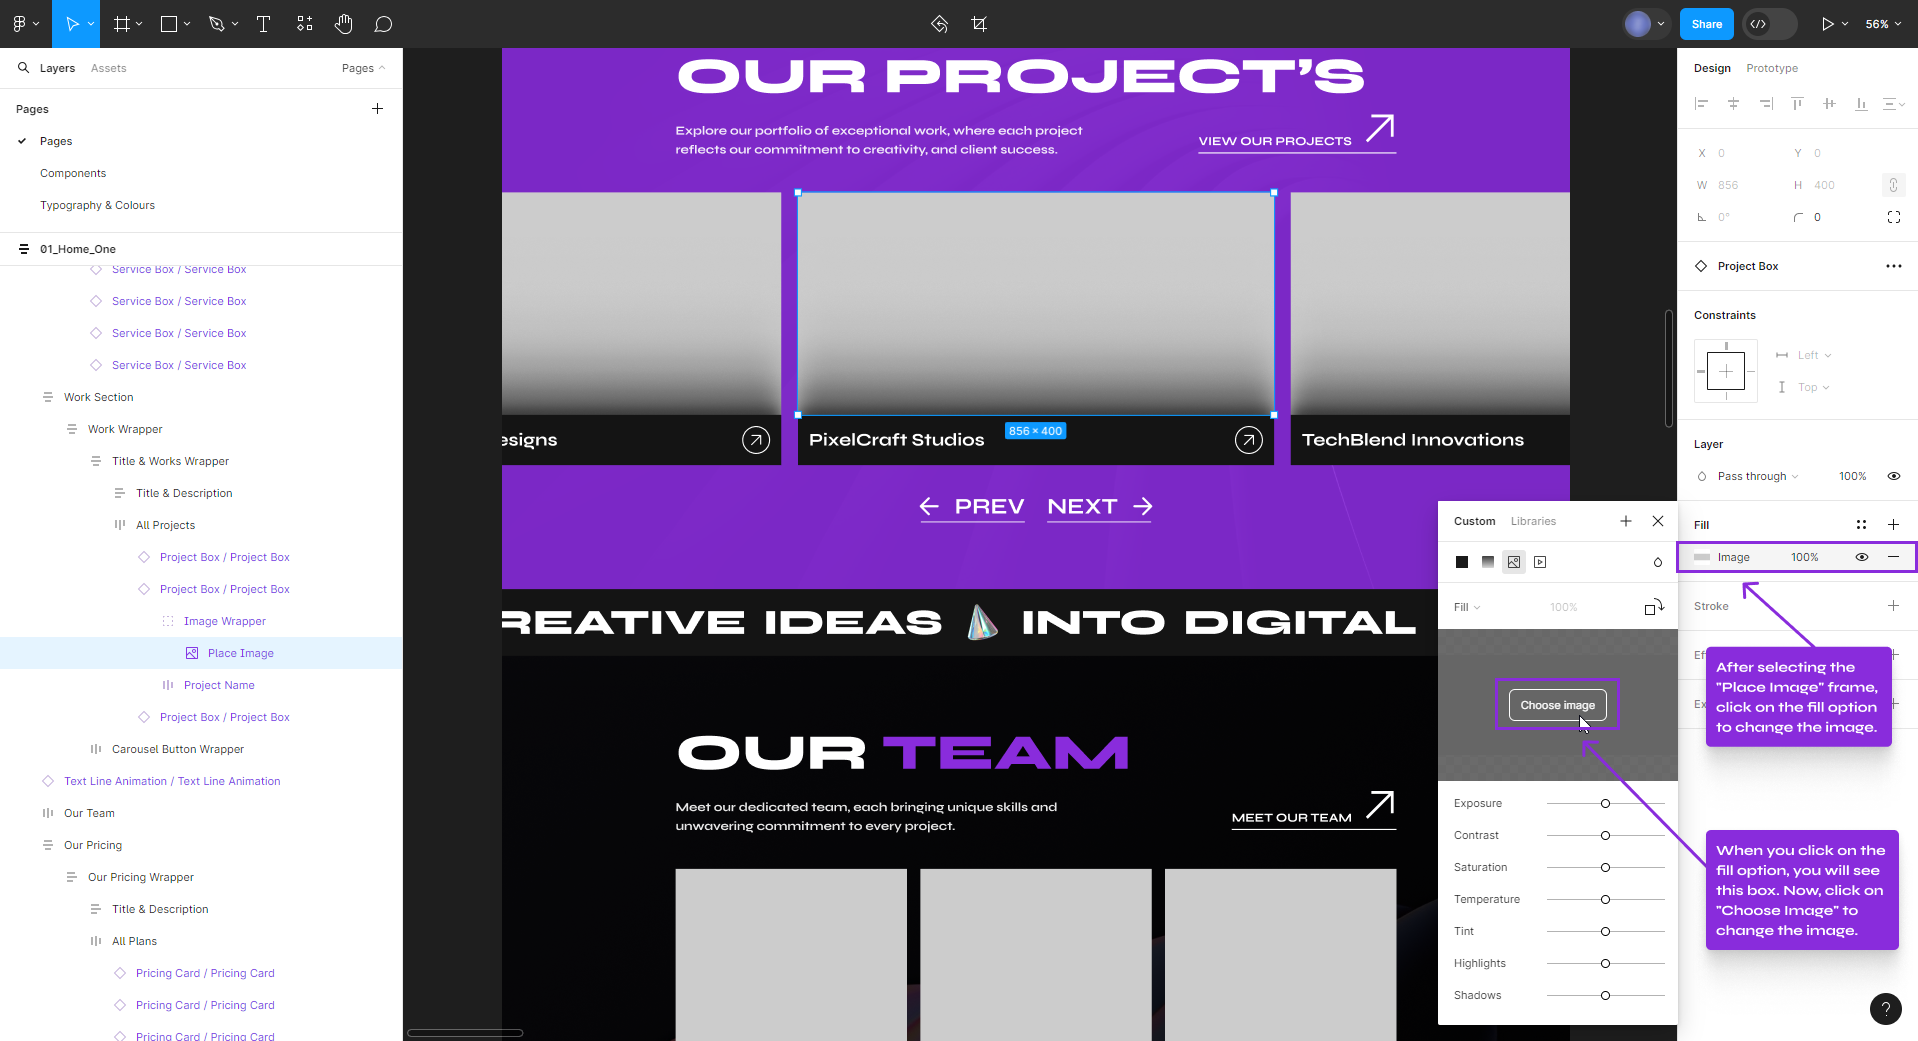 Share
56%
Layers
Assets
Pages
Pages
Pages
Components
Typography & Colours
01_Home_One
Service Box / Service Box
Service Box / Service Box
Service Box / Service Box
Service Box / Service Box
Work Section
Work Wrapper
Title & Works Wrapper
Title & Description
All Projects
Project Box / Project Box
Project Box / Project Box
Image Wrapper
Place Image
Project Name
Project Box / Project Box
Carousel Button Wrapper
Text Line Animation / Text Line Animation
Our Team
Our Pricing
Our Pricing Wrapper
Title & Description
All Plans
Pricing Card / Pricing Card
Pricing Card / Pricing Card
Pricing Card / Pricing Card
OUR PROJECT'S
Explore our portfolio of exceptional work, where each project
reflects our commitment to creativity, and client success.
VIEW OUR PROJECTS
esigns
PixelCraft Studios
856 × 400
TechBlend Innovations
PREV
NEXT
REATIVE IDEAS INTO DIGITAL
OUR TEAM
Meet our dedicated team, each bringing unique skills and
unwavering commitment to every project.
MEET OUR TEAM
Custom
Libraries
Fill
100%
Choose image
Exposure
Contrast
Saturation
Temperature
Tint
Highlights
Shadows
Design
Prototype
X 0
Y 0
W 856
H 400
0°
0
Project Box
Constraints
Left
Top
Layer
Pass through
100%
Fill
Image
100%
Stroke
Ef
Ex
After selecting the
"Place Image" frame,
click on the fill option
to change the image.
When you click on the
fill option, you will see
this box. Now, click on
"Choose Image" to
change the image.
?